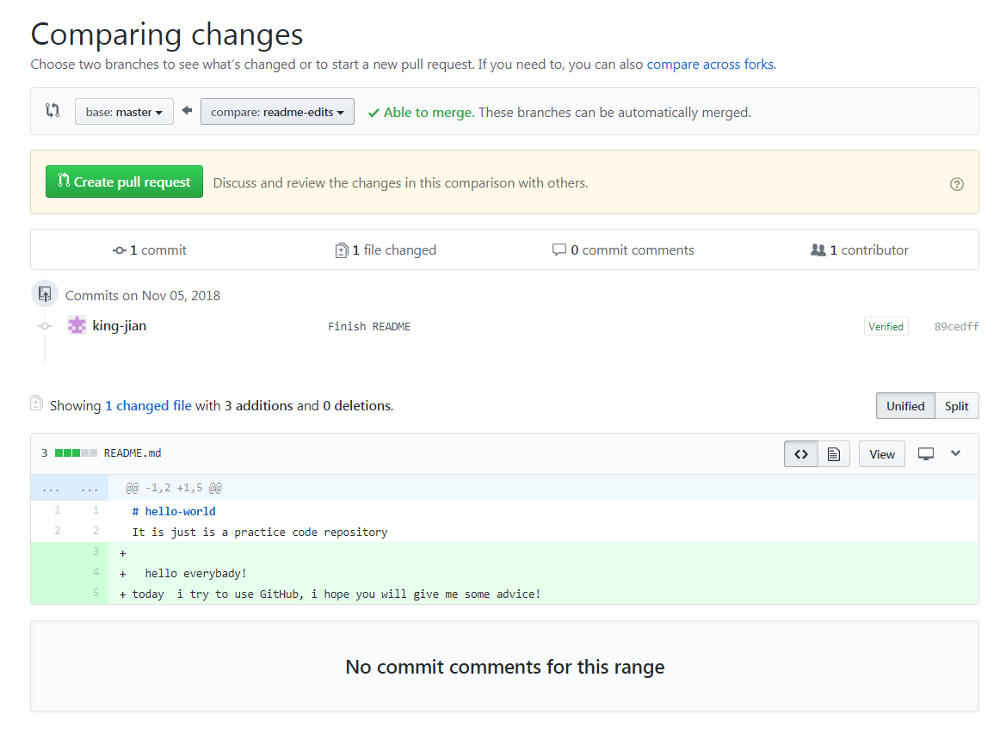 Comparing changes
Choose two branches to see what's changed or to start a new pull request. If you need to, you can also compare across forks.
base: master compare: readme-edits Able to merge. These branches can be automatically merged.
Create pull request Discuss and review the changes in this comparison with others.
1 commit 1 file changed 0 commit comments 1 contributor
Commits on Nov 05, 2018
king-jian Finish README Verified 89cedff
Showing 1 changed file with 3 additions and 0 deletions. Unified Split
3 README.md <> View
... ... @@ -1,2 +1,5 @@
1 1 # hello-world
2 2 It is just is a practice code repository
3 +
4 + hello everybady!
5 + today  i try to use GitHub, i hope you will give me some advice!
No commit comments for this range